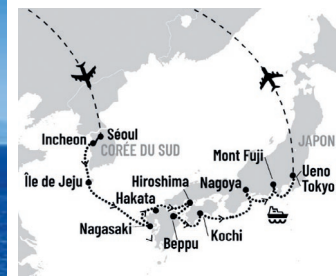 Incheon
Séoul
CORÉE DU SUD
JAPON
Mont Fuji
Ueno
Tokyo
Île de Jeju
Hiroshima
Nagoya
Hakata
Nagasaki
Kochi
Beppu